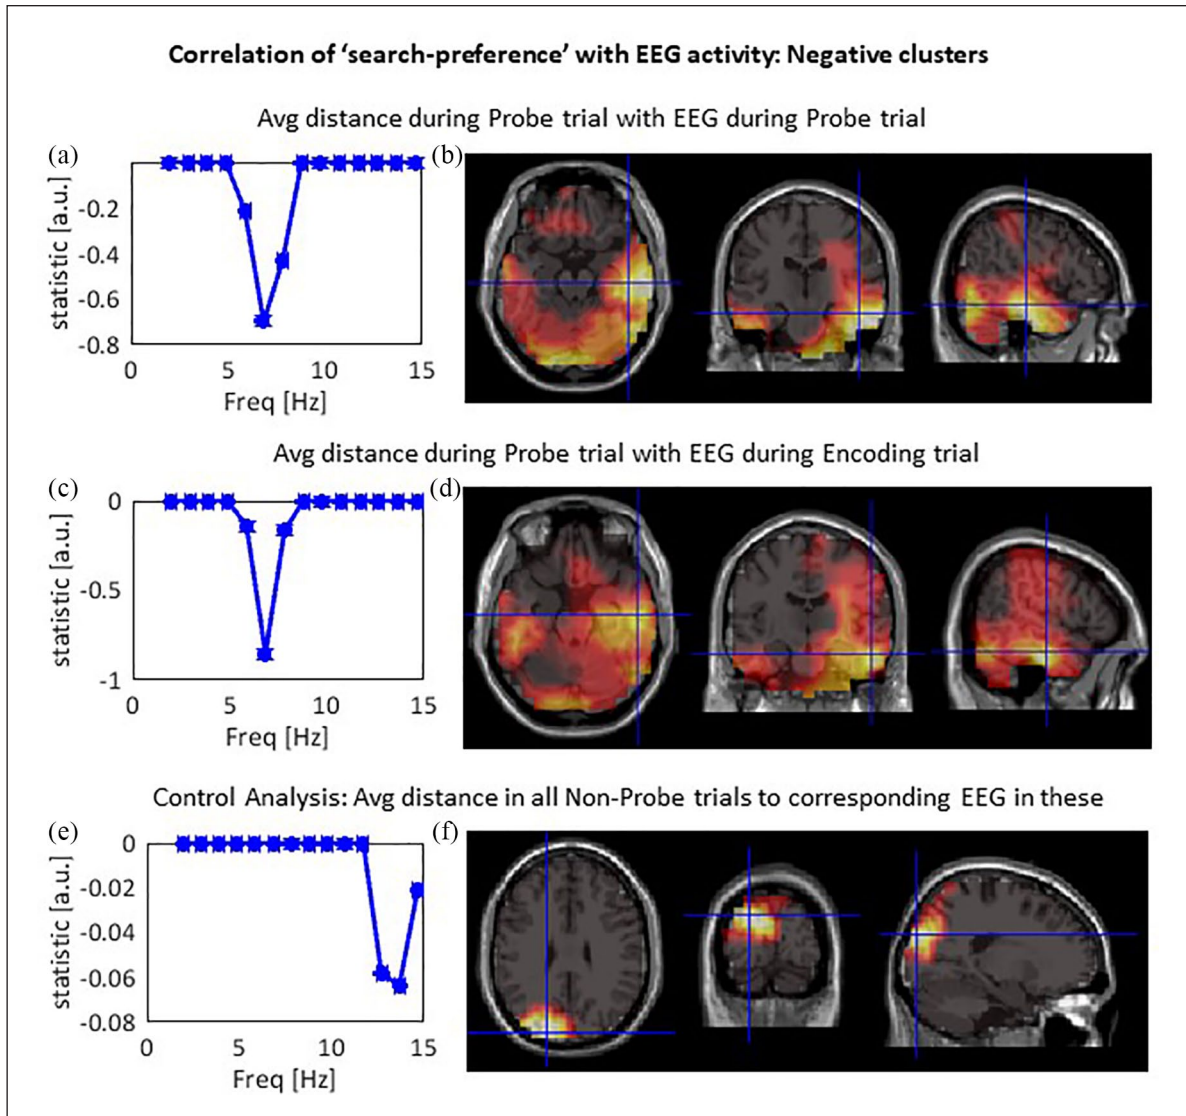 Correlation of ‘search-preference’ with EEG activity: Negative clusters
Avg distance during Probe trial with EEG during Probe trial
(a)
statistic [a.u.]
-0.2
-0.4
-0.6
-0.8
0 5 10 15
Freq [Hz]
(b)
Avg distance during Probe trial with EEG during Encoding trial
(c)
statistic [a.u.]
0
-0.5
-1
0 5 10 15
Freq [Hz]
(d)
Control Analysis: Avg distance in all Non-Probe trials to corresponding EEG in these
(e)
statistic [a.u.]
0
-0.02
-0.04
-0.06
-0.08
0 5 10 15
Freq [Hz]
(f)